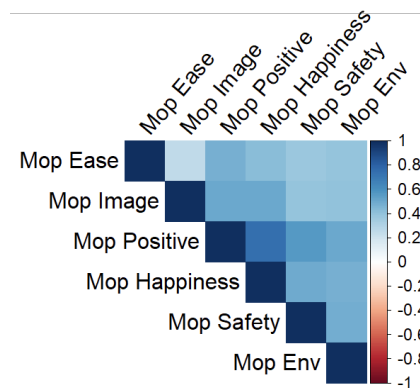 Mop Ease
Mop Image
Mop Positive
Mop Happiness
Mop Safety
Mop Env
Mop Ease
Mop Image
Mop Positive
Mop Happiness
Mop Safety
Mop Env
1
0.8
0.6
0.4
0.2
0
-0.2
-0.4
-0.6
-0.8
-1